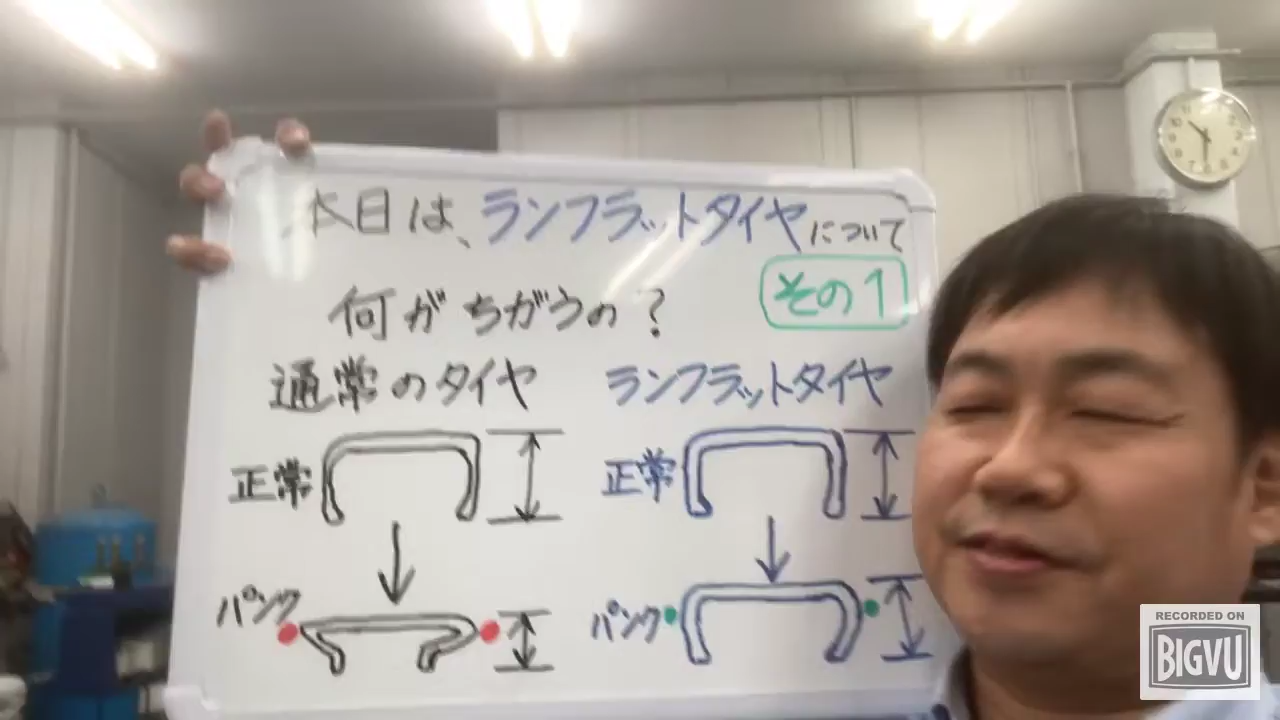 本日は、ランフラットタイヤについて
その1
何がちがうの?
通常のタイヤ ランフラットタイヤ
正常 正常
パンク パンク
RECORDED ON
BIGVU